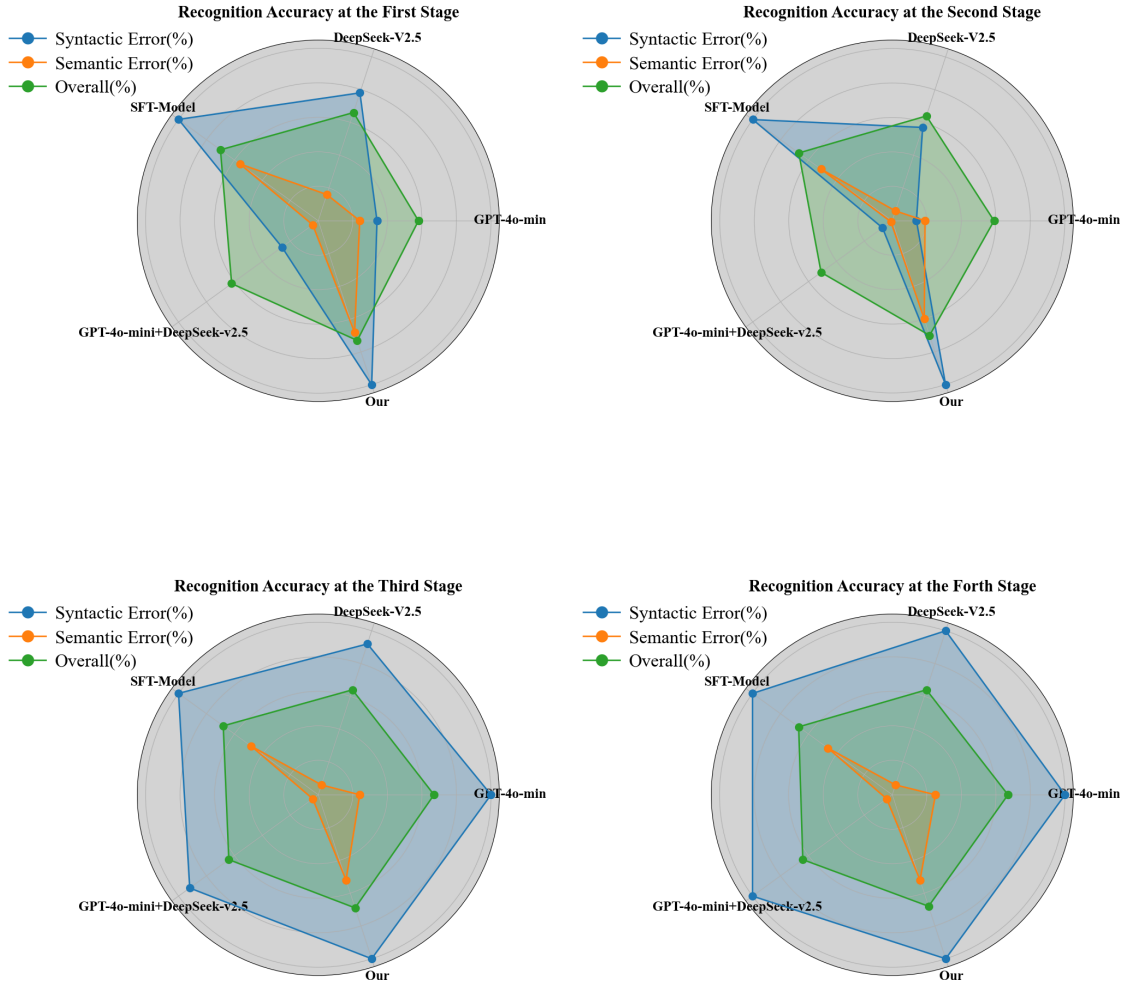 Recognition Accuracy at the First Stage
Syntactic Error(%)
Semantic Error(%)
Overall(%)
DeepSeek-V2.5
SFT-Model
GPT-4o-min
GPT-4o-mini+DeepSeek-v2.5
Our
Recognition Accuracy at the Second Stage
Syntactic Error(%)
Semantic Error(%)
Overall(%)
DeepSeek-V2.5
SFT-Model
GPT-4o-min
GPT-4o-mini+DeepSeek-v2.5
Our
Recognition Accuracy at the Third Stage
Syntactic Error(%)
Semantic Error(%)
Overall(%)
DeepSeek-V2.5
SFT-Model
GPT-4o-min
GPT-4o-mini+DeepSeek-v2.5
Our
Recognition Accuracy at the Forth Stage
Syntactic Error(%)
Semantic Error(%)
Overall(%)
DeepSeek-V2.5
SFT-Model
GPT-4o-min
GPT-4o-mini+DeepSeek-v2.5
Our